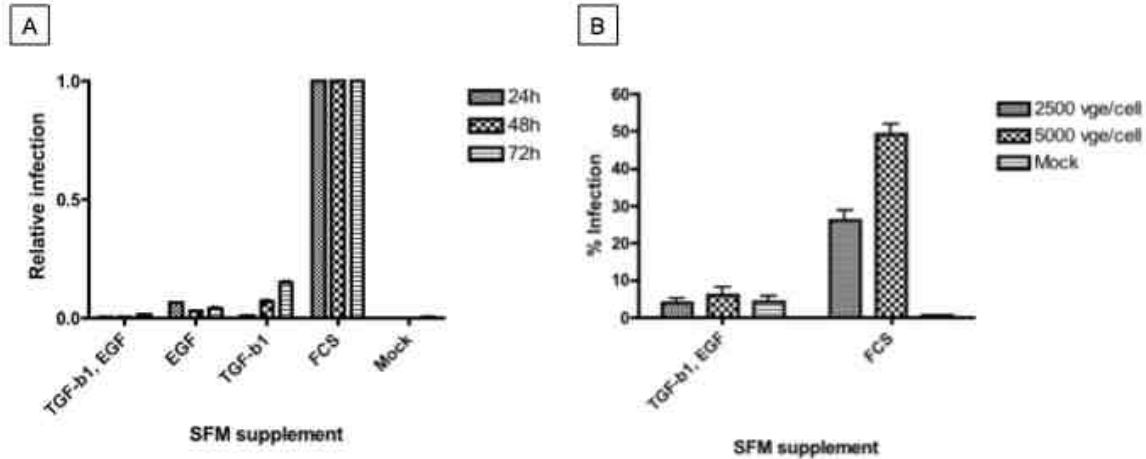 A
1.0
0.5
0.0
Relative infection
TGF-b1, EGF
EGF
TGF-b1
FCS
Mock
SFM supplement
24h
48h
72h
B
60
50
40
30
20
10
0
% Infection
TGF-b1, EGF
FCS
SFM supplement
2500 vge/cell
5000 vge/cell
Mock